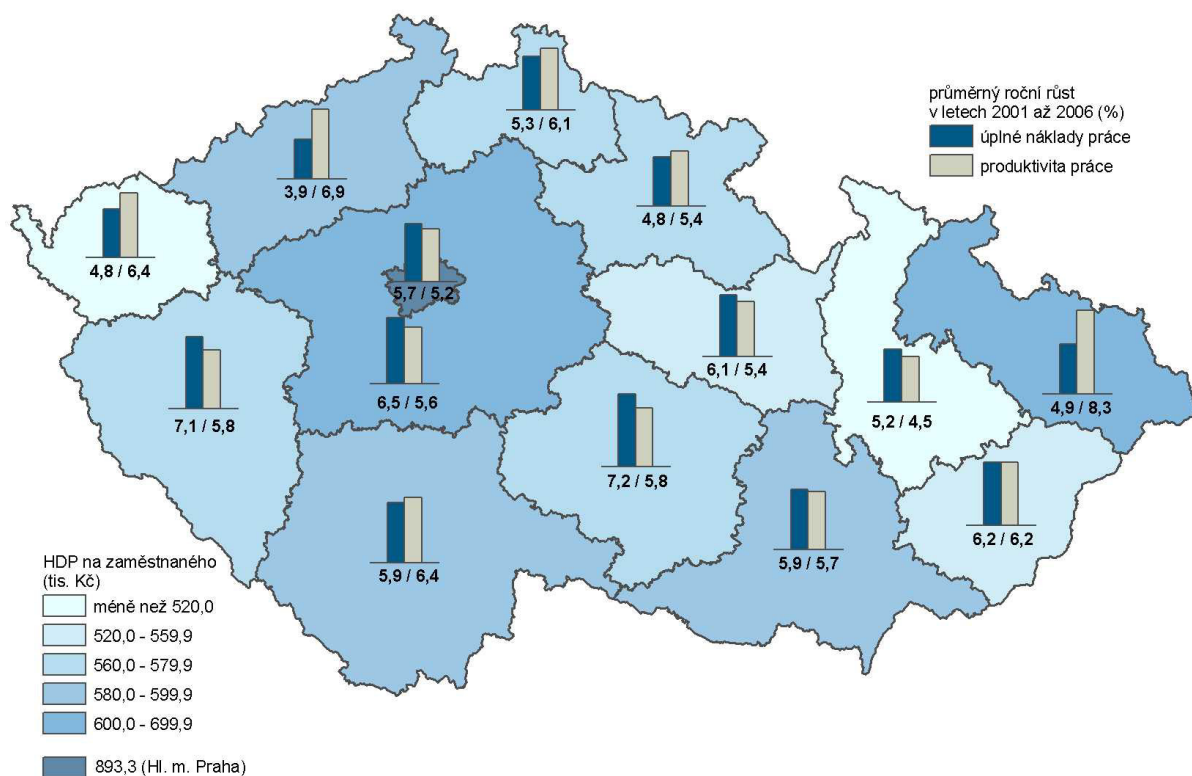 5,3 / 6,1
průměrný roční růst
v letech 2001 až 2006 (%)
úplné náklady práce
produktivita práce
3,9 / 6,9
4,8 / 5,4
4,8 / 6,4
5,7 / 5,2
6,1 / 5,4
6,5 / 5,6
5,2 / 4,5
4,9 / 8,3
7,1 / 5,8
7,2 / 5,8
6,2 / 6,2
5,9 / 6,4
5,9 / 5,7
HDP na zaměstnaného
(tis. Kč)
méně než 520,0
520,0 - 559,9
560,0 - 579,9
580,0 - 599,9
600,0 - 699,9
893,3 (Hl. m. Praha)